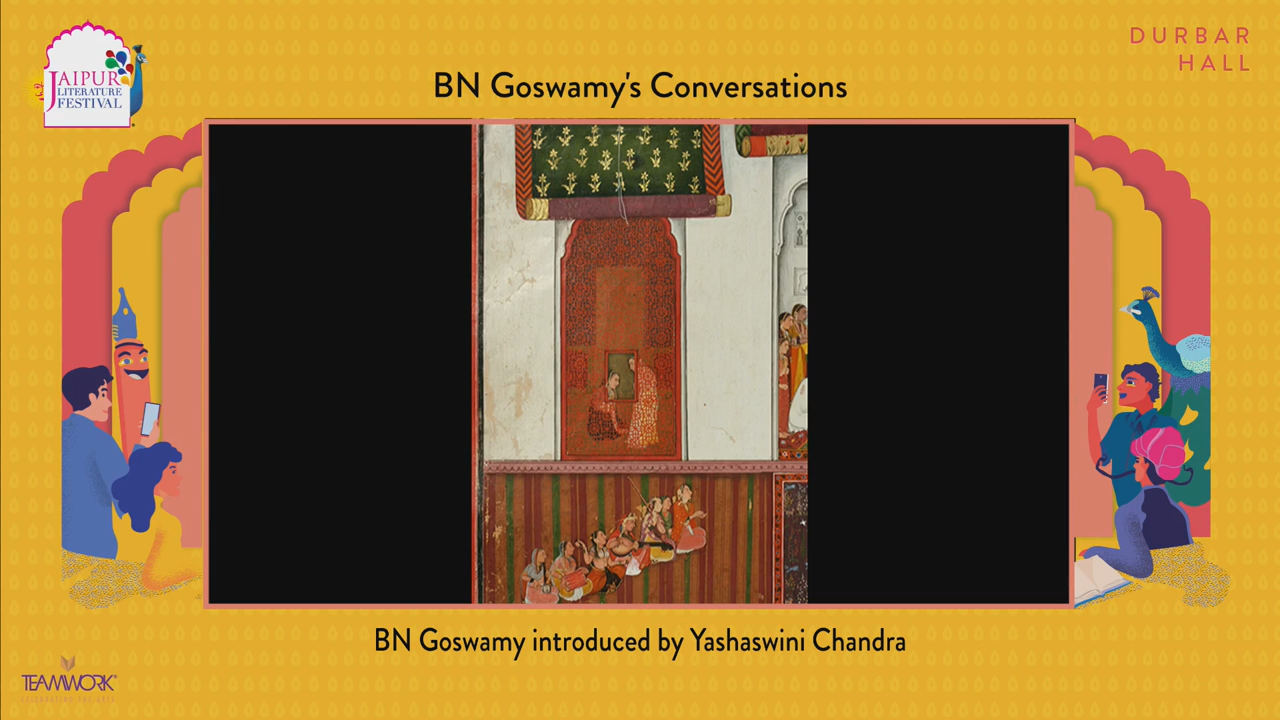 JAIPUR
LITERATURE
FESTIVAL
DURBAR
HALL
BN Goswamy's Conversations
BN Goswamy introduced by Yashaswini Chandra
TEAMWORK